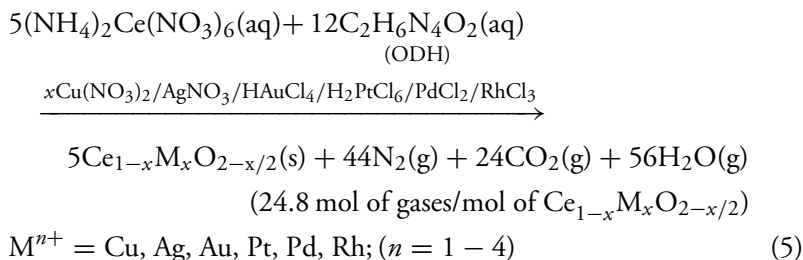 5(NH₄)₂Ce(NO₃)₆(aq) + 12C₂H₆N₄O₂(aq)
(ODH)
xCu(NO₃)₂/AgNO₃/HAuCl₄/H₂PtCl₆/PdCl₂/RhCl₃
5Ce₁₋ₓMₓO₂₋ₓ/₂(s) + 44N₂(g) + 24CO₂(g) + 56H₂O(g)
(24.8 mol of gases/mol of Ce₁₋ₓMₓO₂₋ₓ/₂)
Mⁿ⁺ = Cu, Ag, Au, Pt, Pd, Rh; (n = 1 – 4) (5)